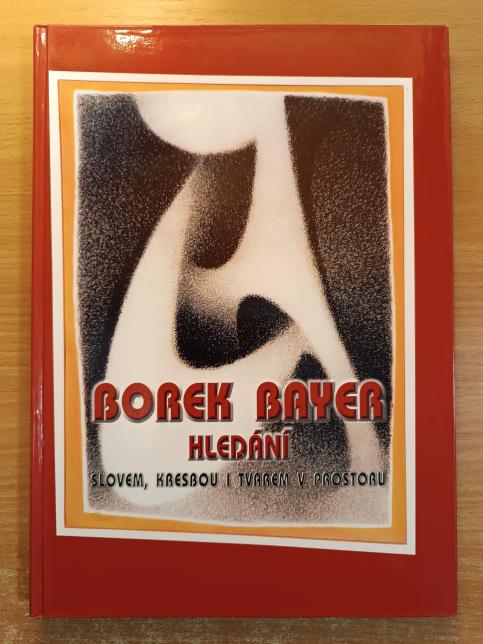 BOREK BAYER
HLEDÁNÍ
SLOVEM, KRESBOU I TVAREM V PROSTORU